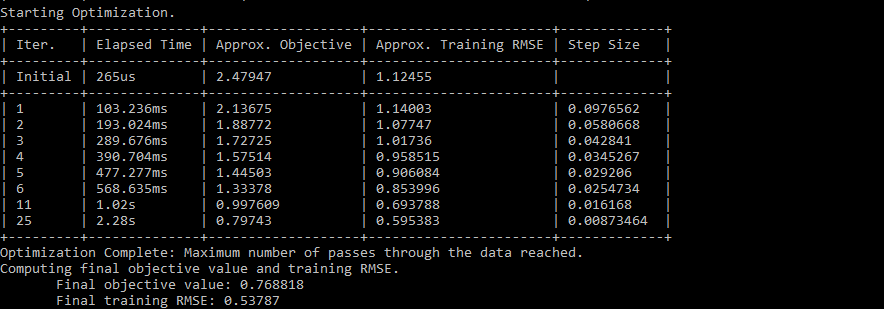 Starting Optimization.
+---------+--------------+-------------------+-----------------------+-------------+
| Iter.   | Elapsed Time | Approx. Objective | Approx. Training RMSE | Step Size   |
+---------+--------------+-------------------+-----------------------+-------------+
| Initial | 265us        | 2.47947           | 1.12455               |             |
+---------+--------------+-------------------+-----------------------+-------------+
| 1       | 103.236ms    | 2.13675           | 1.14003               | 0.0976562   |
| 2       | 193.024ms    | 1.88772           | 1.07747               | 0.0580668   |
| 3       | 289.676ms    | 1.72725           | 1.01736               | 0.042841    |
| 4       | 390.704ms    | 1.57514           | 0.958515              | 0.0345267   |
| 5       | 477.277ms    | 1.44503           | 0.906084              | 0.029206    |
| 6       | 568.635ms    | 1.33378           | 0.853996              | 0.0254734   |
| 11      | 1.02s        | 0.997609          | 0.693788              | 0.016168    |
| 25      | 2.28s        | 0.79743           | 0.595383              | 0.00873464  |
+---------+--------------+-------------------+-----------------------+-------------+
Optimization Complete: Maximum number of passes through the data reached.
Computing final objective value and training RMSE.
       Final objective value: 0.768818
       Final training RMSE: 0.53787